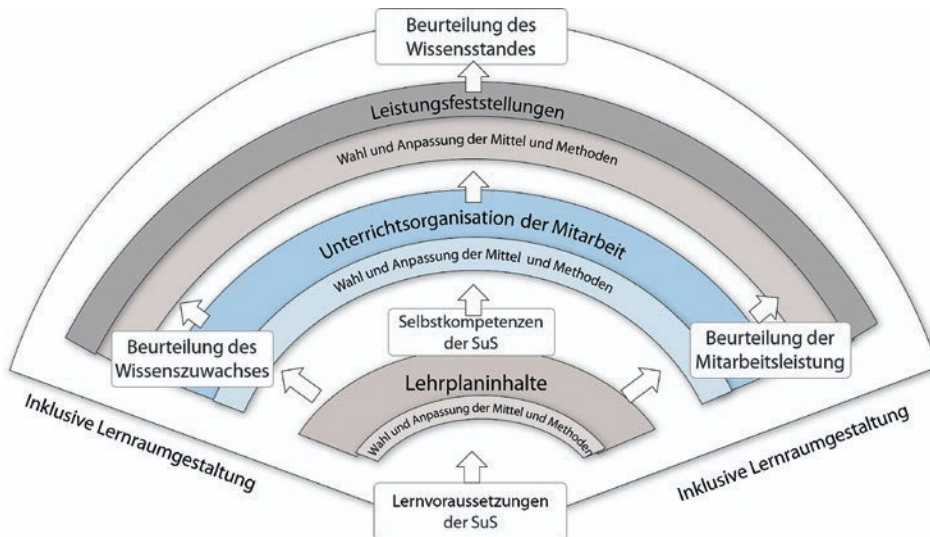 Beurteilung des
Wissensstandes
Leistungsfeststellungen
Wahl und Anpassung der Mittel und Methoden
Unterrichtsorganisation der Mitarbeit
Wahl und Anpassung der Mittel und Methoden
Selbstkompetenzen
der SuS
Beurteilung des
Wissenszuwachses
Beurteilung der
Mitarbeitsleistung
Lehrplaninhalte
Wahl und Anpassung der Mittel und Methoden
Inklusive Lernraumgestaltung
Inklusive Lernraumgestaltung
Lernvoraussetzungen
der SuS